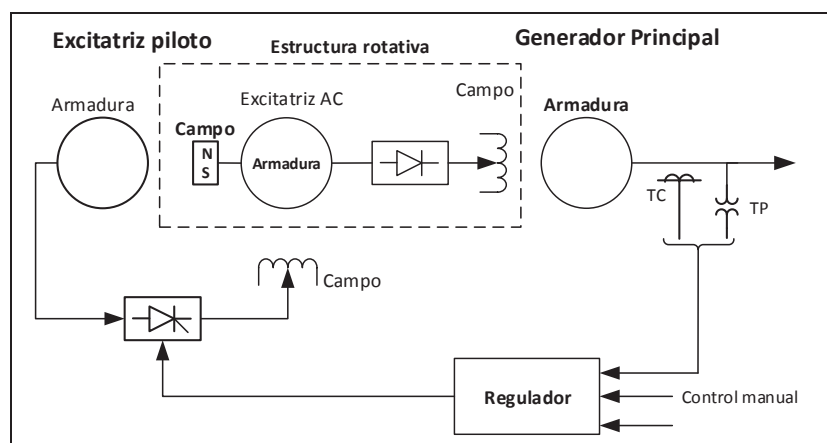 Excitatriz piloto
Estructura rotativa
Generador Principal
Armadura
Excitatriz AC
Campo
Campo
N
S
Armadura
Armadura
TC
TP
Campo
Regulador
Control manual